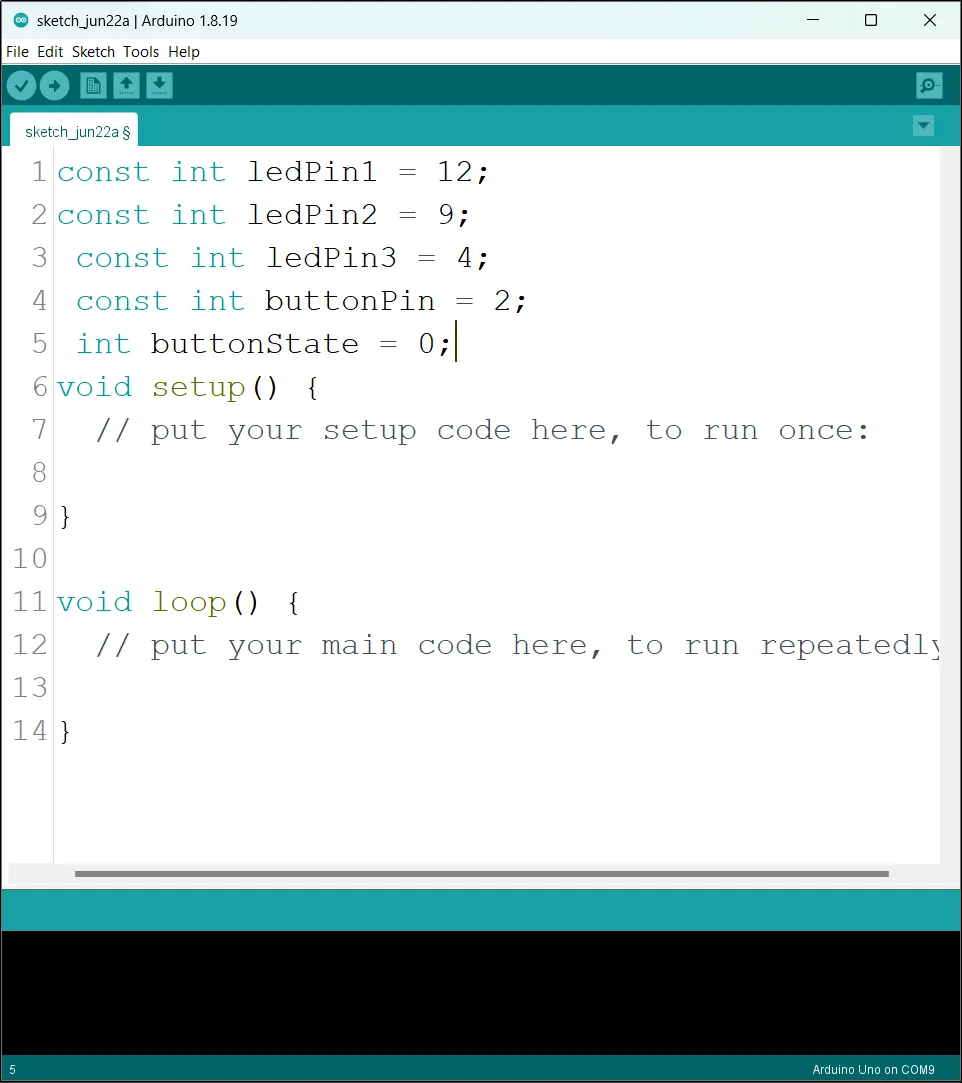 sketch_jun22a | Arduino 1.8.19
File Edit Sketch Tools Help
sketch_jun22a §
1 const int ledPin1 = 12;
2 const int ledPin2 = 9;
3  const int ledPin3 = 4;
4  const int buttonPin = 2;
5  int buttonState = 0;
6 void setup() {
7   // put your setup code here, to run once:
8
9 }
10
11 void loop() {
12   // put your main code here, to run repeatedly
13
14 }
5
Arduino Uno on COM9